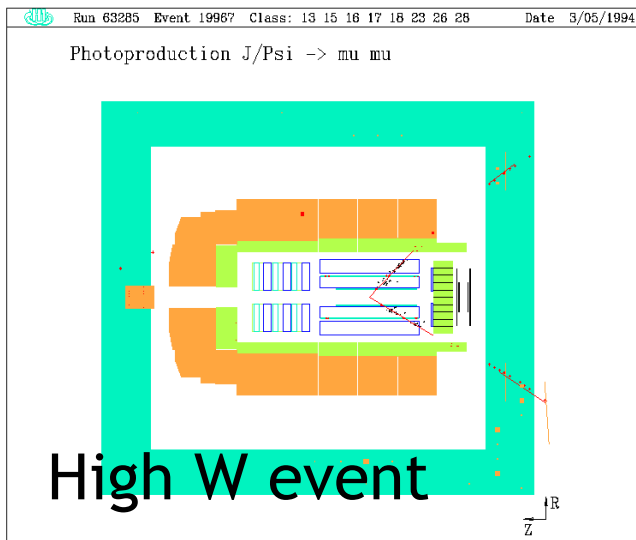 Run 63285 Event 19967 Class: 13 15 16 17 18 23 26 28 Date 3/05/1994
Photoproduction J/Psi -> mu mu
High W event
R
Z